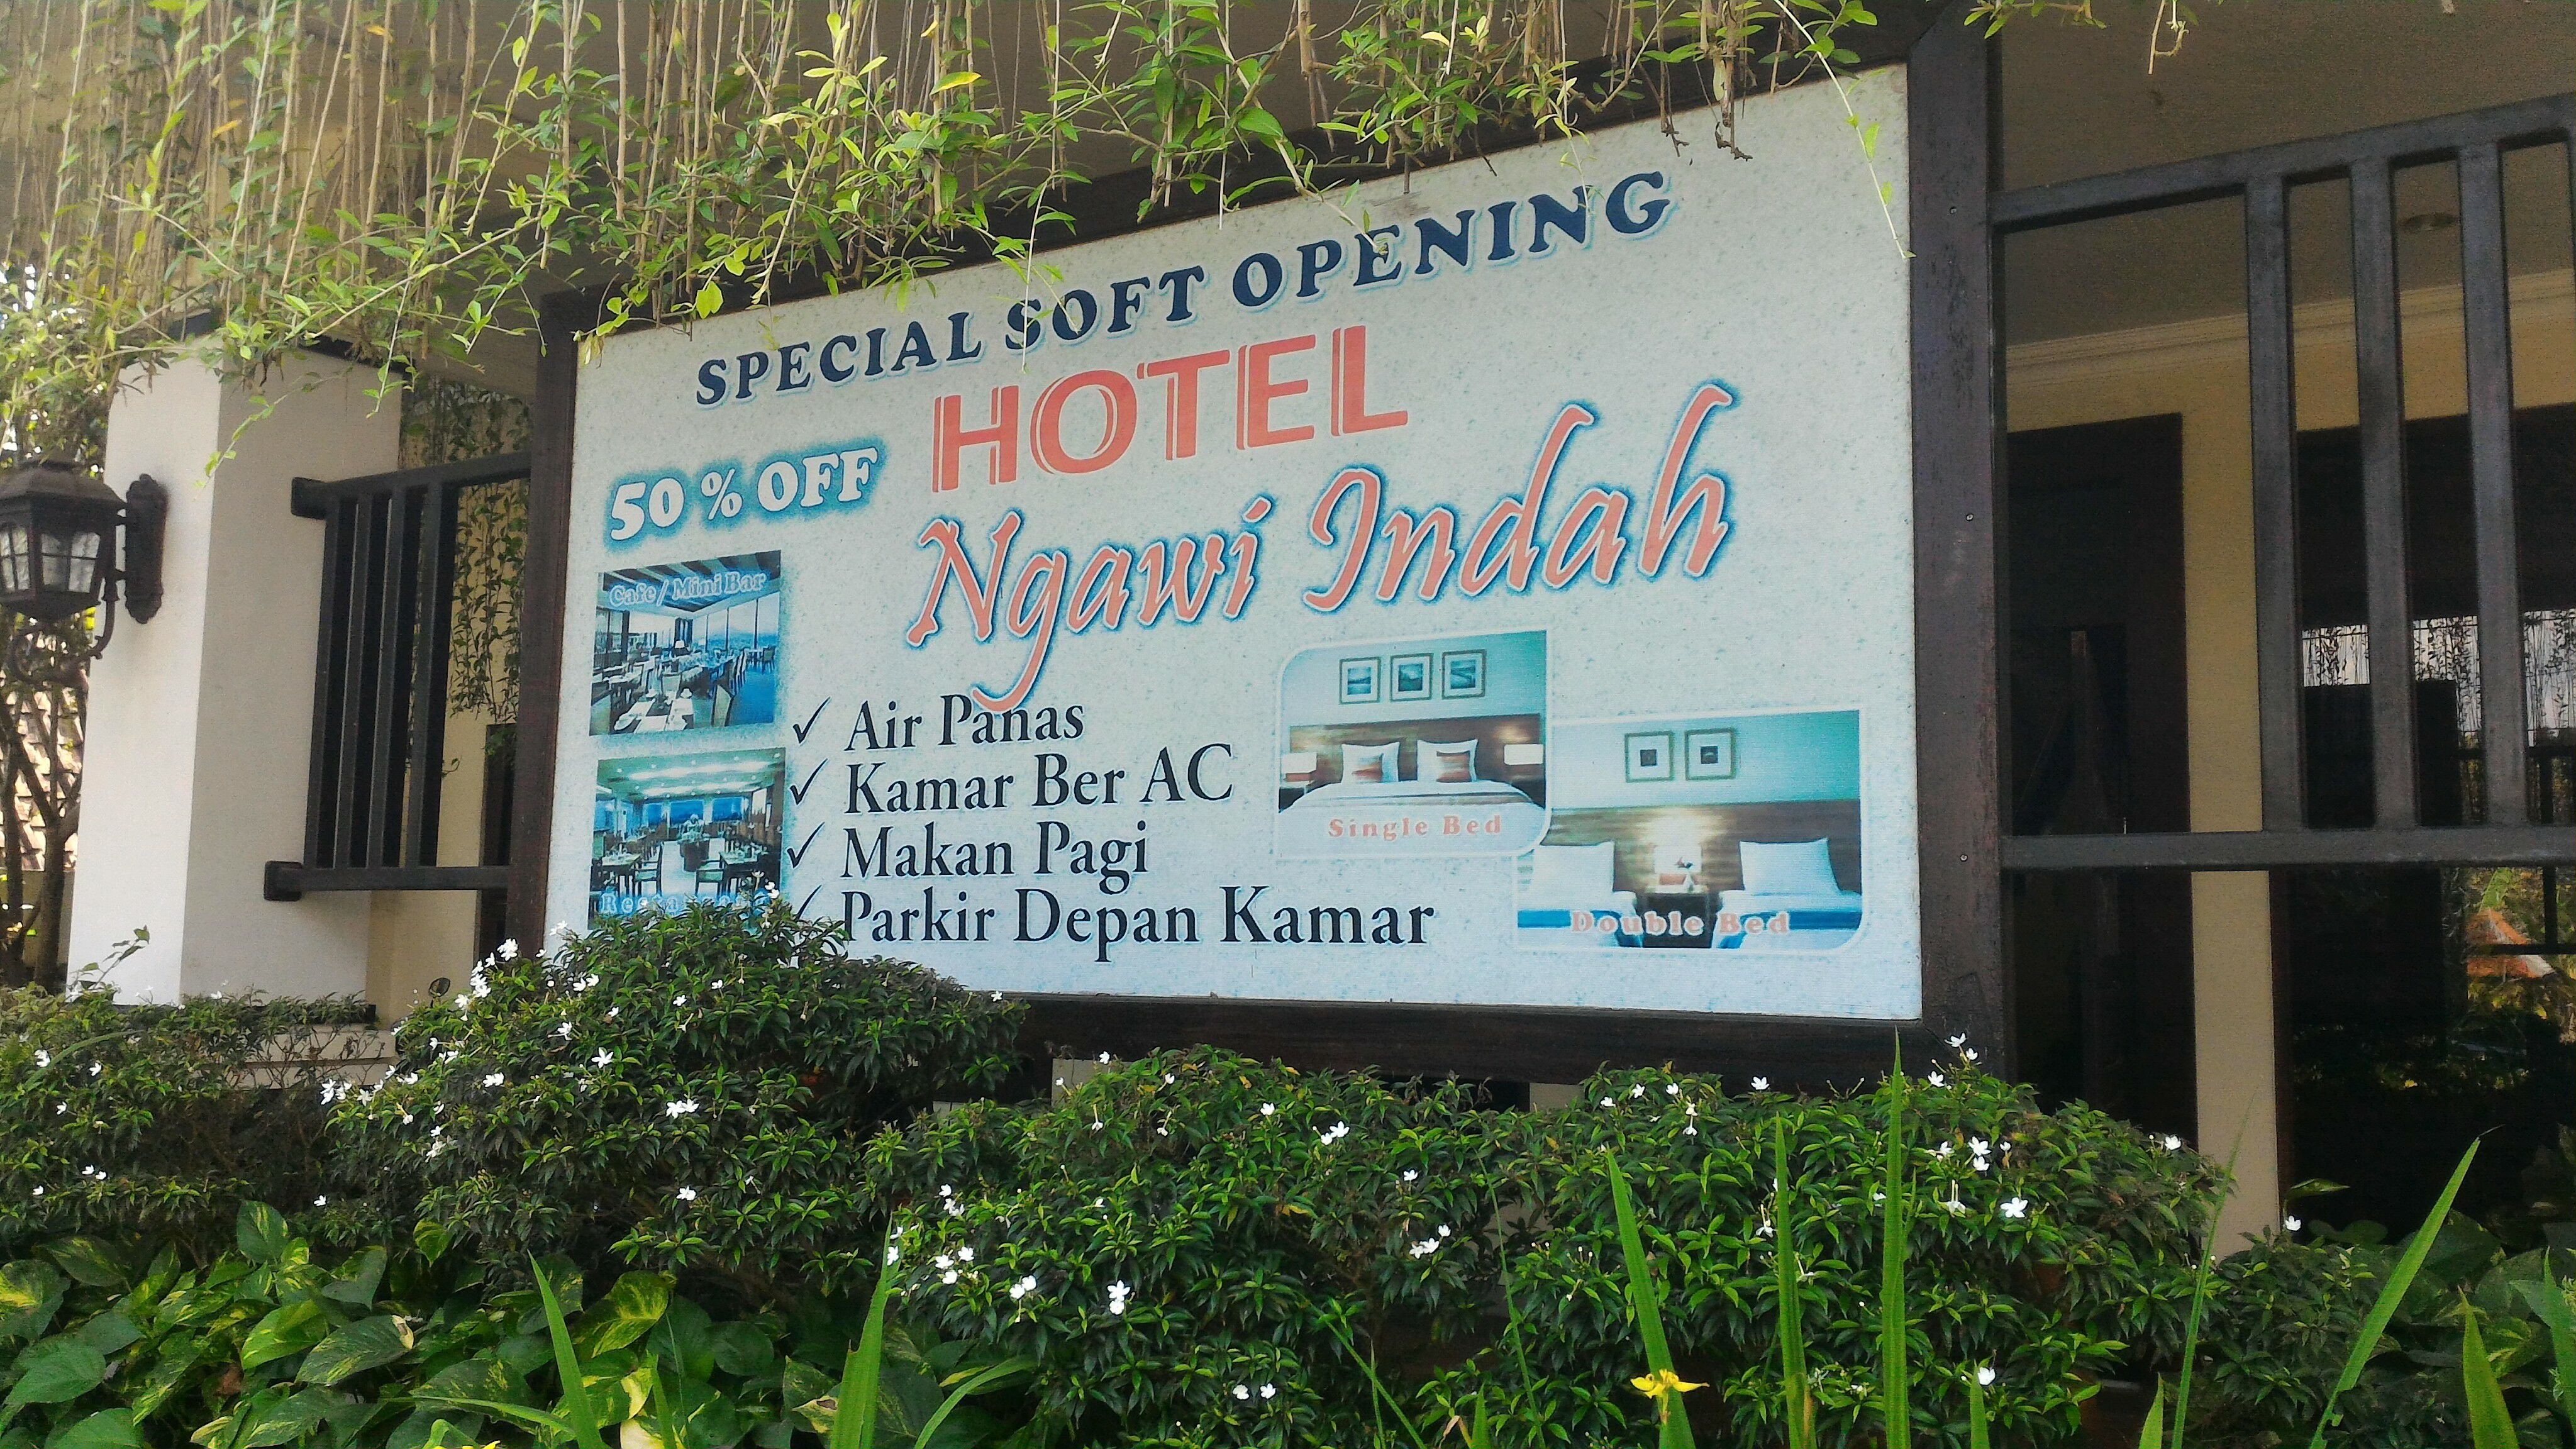 SPECIAL SOFT OPENING
HOTEL
50 % OFF
Ngawi Indah
Cafe / Mini Bar
✓ Air Panas
✓ Kamar Ber AC
✓ Makan Pagi
✓ Parkir Depan Kamar
Single Bed
Double Bed